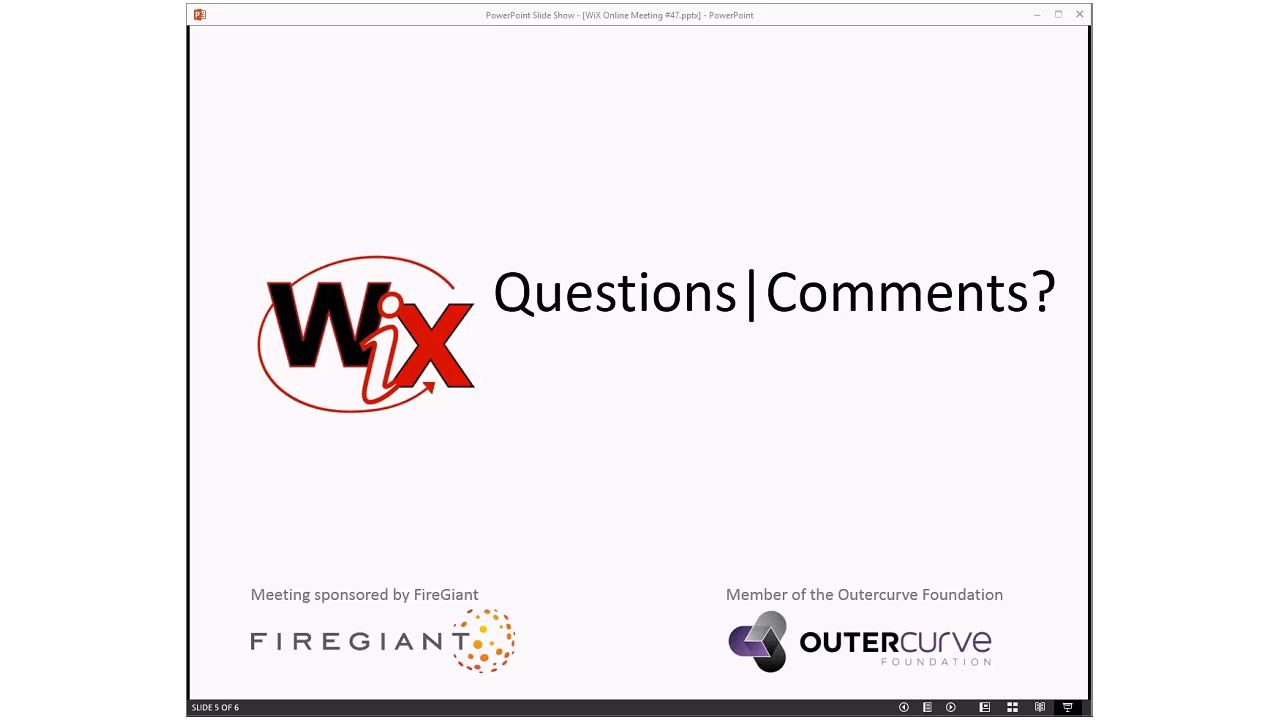 PowerPoint Slide Show - [WiX Online Meeting #47.pptx] - PowerPoint
WiX
Questions|Comments?
Meeting sponsored by FireGiant
FIREGIANT
Member of the Outercurve Foundation
OUTERCURVE
FOUNDATION
SLIDE 5 OF 6